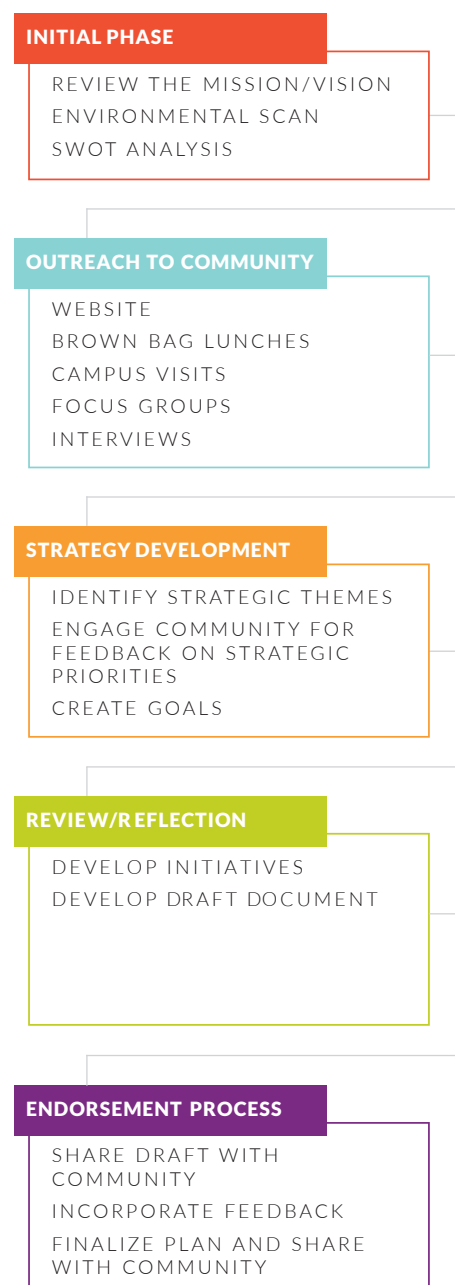 INITIAL PHASE
REVIEW THE MISSION/VISION
ENVIRONMENTAL SCAN
SWOT ANALYSIS
OUTREACH TO COMMUNITY
WEBSITE
BROWN BAG LUNCHES
CAMPUS VISITS
FOCUS GROUPS
INTERVIEWS
STRATEGY DEVELOPMENT
IDENTIFY STRATEGIC THEMES
ENGAGE COMMUNITY FOR
FEEDBACK ON STRATEGIC
PRIORITIES
CREATE GOALS
REVIEW/REFLECTION
DEVELOP INITIATIVES
DEVELOP DRAFT DOCUMENT
ENDORSEMENT PROCESS
SHARE DRAFT WITH
COMMUNITY
INCORPORATE FEEDBACK
FINALIZE PLAN AND SHARE
WITH COMMUNITY